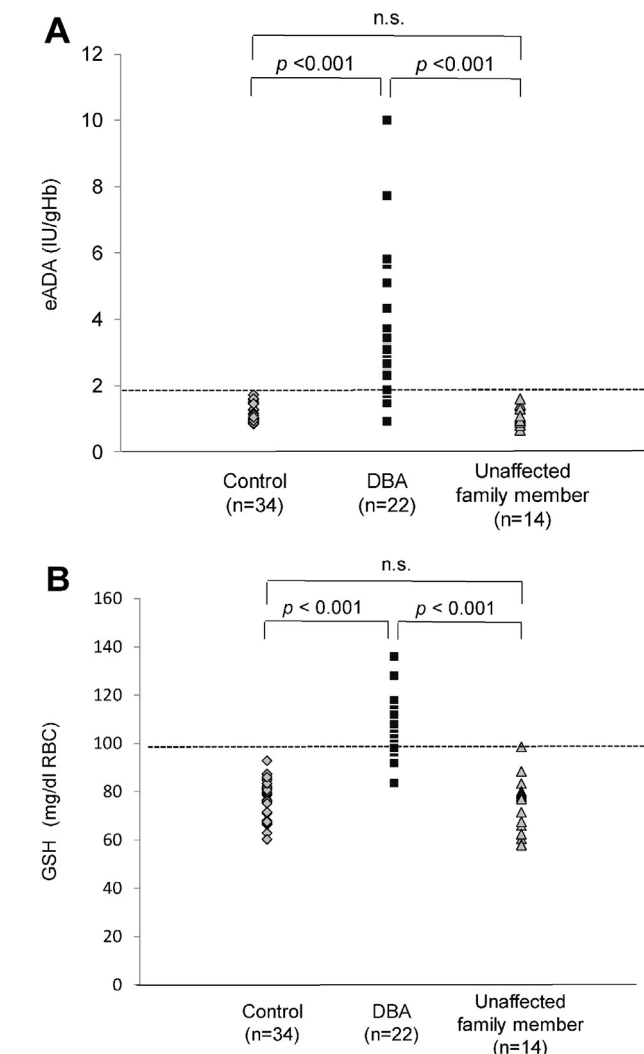 A
n.s.
p <0.001 p <0.001
12
10
8
6
4
2
0
eADA (IU/gHb)
Control
(n=34)
DBA
(n=22)
Unaffected
family member
(n=14)
B
n.s.
p < 0.001 p < 0.001
160
140
120
100
80
60
40
20
0
GSH (mg/dl RBC)
Control
(n=34)
DBA
(n=22)
Unaffected
family member
(n=14)